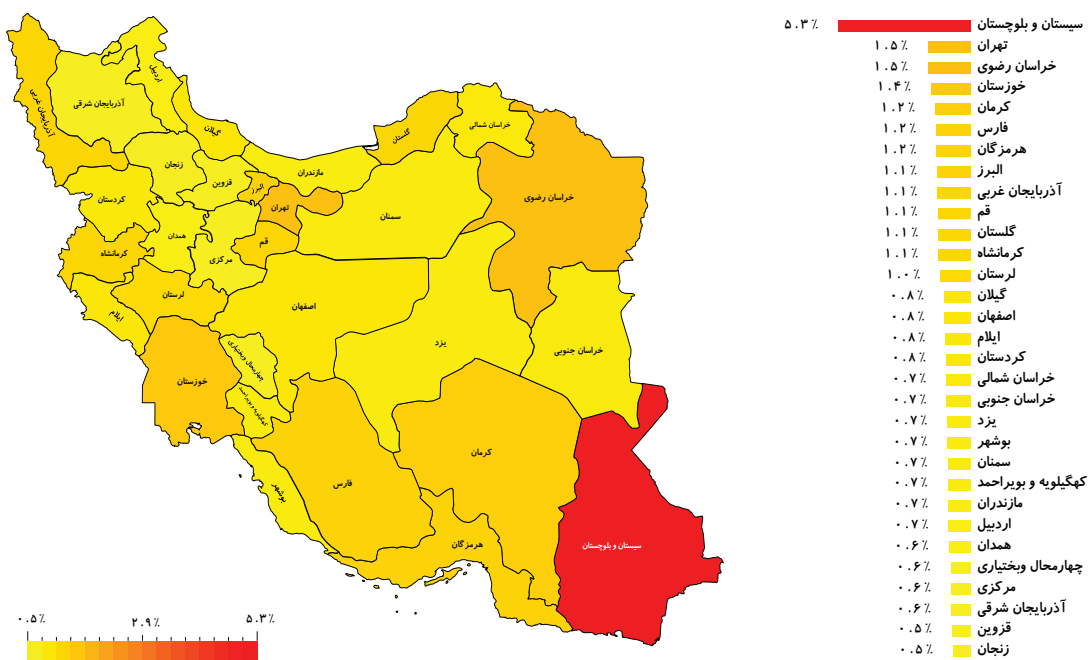 سیستان و بلوچستان ۵.۳٪
تهران ۱.۵٪
خراسان رضوی ۱.۵٪
خوزستان ۱.۴٪
کرمان ۱.۲٪
فارس ۱.۲٪
هرمزگان ۱.۲٪
البرز ۱.۱٪
آذربایجان غربی ۱.۱٪
قم ۱.۱٪
گلستان ۱.۱٪
کرمانشاه ۱.۱٪
لرستان ۱.۰٪
گیلان ۰.۸٪
اصفهان ۰.۸٪
ایلام ۰.۸٪
کردستان ۰.۸٪
خراسان شمالی ۰.۷٪
خراسان جنوبی ۰.۷٪
یزد ۰.۷٪
بوشهر ۰.۷٪
سمنان ۰.۷٪
کهگیلویه و بویراحمد ۰.۷٪
مازندران ۰.۷٪
اردبیل ۰.۷٪
همدان ۰.۶٪
چهارمحال وبختیاری ۰.۶٪
مرکزی ۰.۶٪
آذربایجان شرقی ۰.۶٪
قزوین ۰.۵٪
زنجان ۰.۵٪
اردبیل
آذربایجان شرقی
آذربایجان غربی
گیلان
گلستان
خراسان شمالی
زنجان
مازندران
قزوین
البرز
خراسان رضوی
کردستان
تهران
سمنان
همدان
قم
کرمانشاه
مرکزی
لرستان
اصفهان
ایلام
یزد
خراسان جنوبی
چهارمحال وبختیاری
خوزستان
کهگیلویه و بویراحمد
کرمان
فارس
بوشهر
هرمزگان
سیستان و بلوچستان
۰.۵٪
۲.۹٪
۵.۳٪